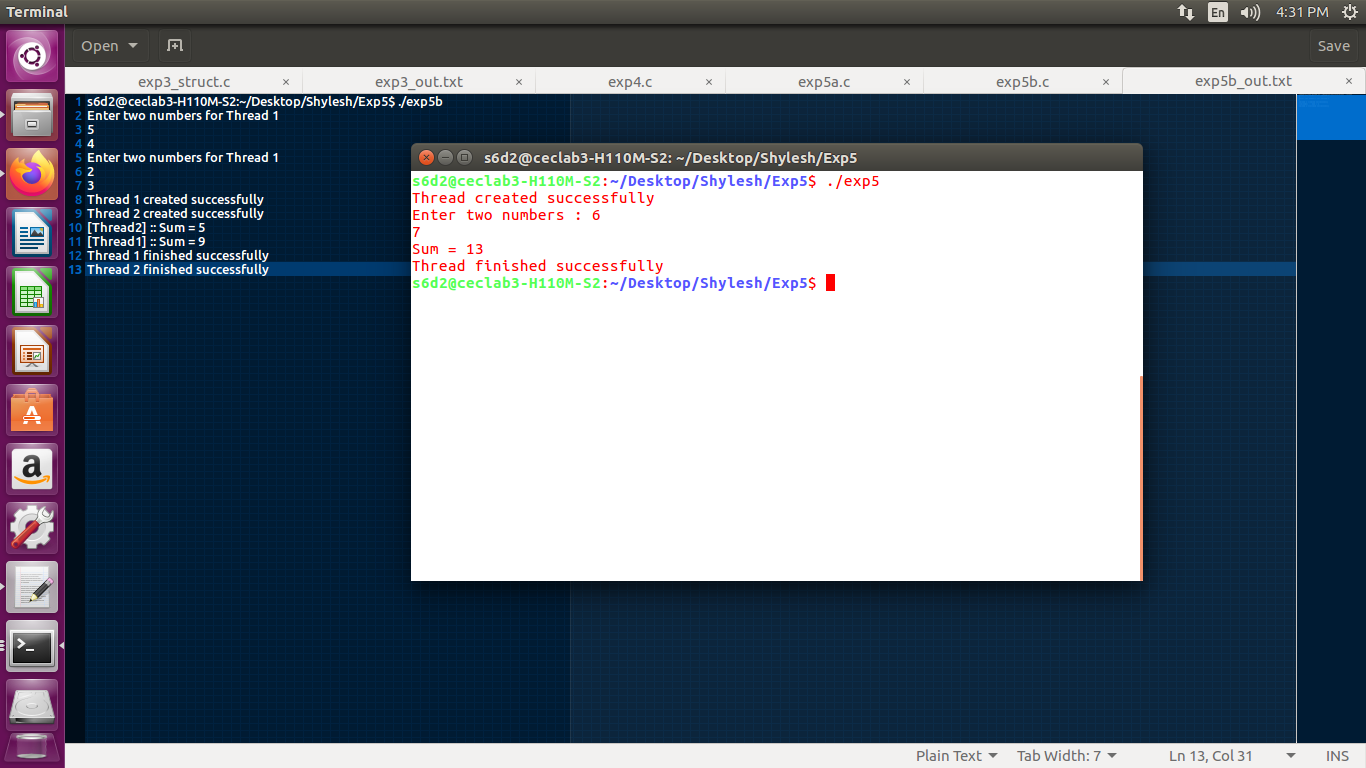 Terminal
En
4:31 PM
Open
Save
exp3_struct.c × exp3_out.txt × exp4.c × exp5a.c × exp5b.c × exp5b_out.txt ×
1 s6d2@ceclab3-H110M-S2:~/Desktop/Shylesh/Exp5$ ./exp5b
2 Enter two numbers for Thread 1
3 5
4 4
5 Enter two numbers for Thread 1
6 2
7 3
8 Thread 1 created successfully
9 Thread 2 created successfully
10 [Thread2] :: Sum = 5
11 [Thread1] :: Sum = 9
12 Thread 1 finished successfully
13 Thread 2 finished successfully
s6d2@ceclab3-H110M-S2: ~/Desktop/Shylesh/Exp5
s6d2@ceclab3-H110M-S2:~/Desktop/Shylesh/Exp5$ ./exp5
Thread created successfully
Enter two numbers : 6
7
Sum = 13
Thread finished successfully
s6d2@ceclab3-H110M-S2:~/Desktop/Shylesh/Exp5$
a
>_
Plain Text
Tab Width: 7
Ln 13, Col 31
INS